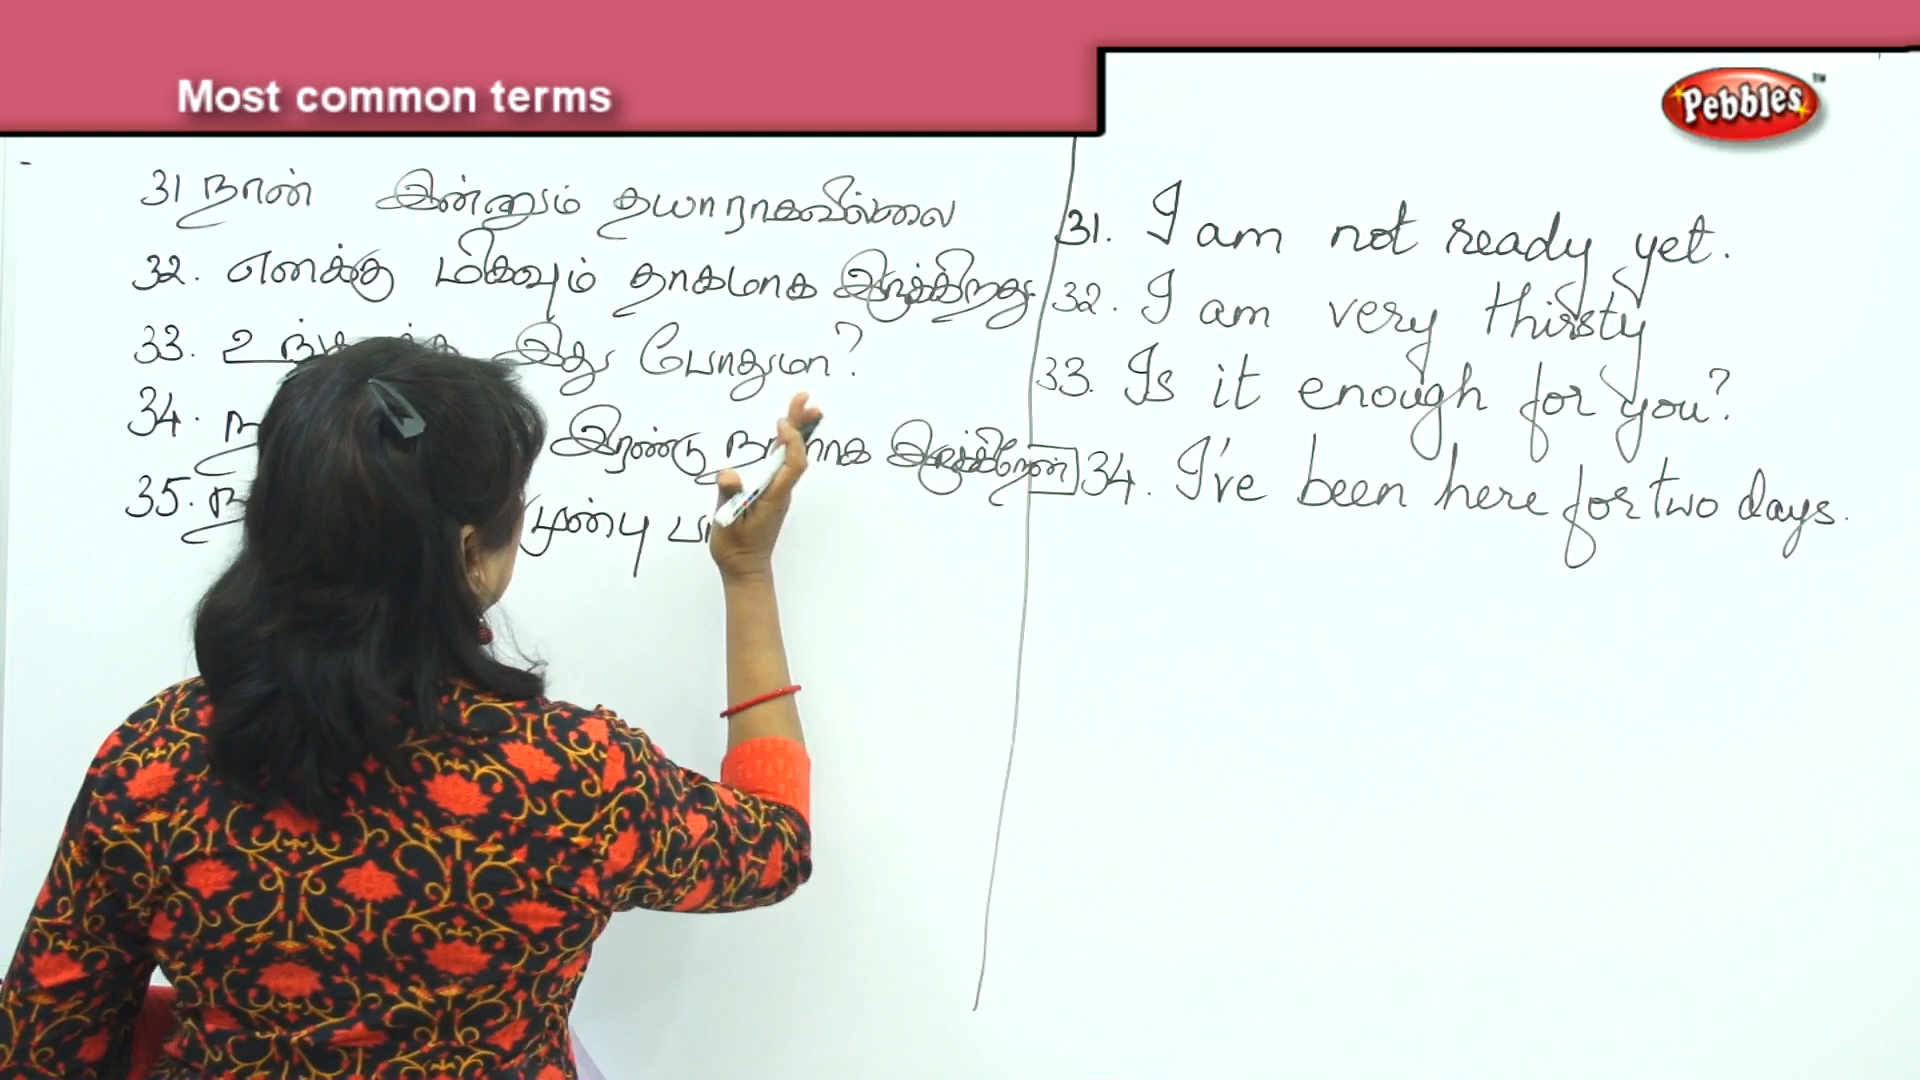 Most common terms
Pebbles™
31 நான் இன்னும் தயாராகவில்லை
32. எனக்கு மிகவும் தாகமாக இருக்கிறது.
33. இது போதுமா?
34. இரண்டு நாளாக இருக்கிறேன்
35. முன்பு
31. I am not ready yet.
32. I am very thirsty
33. Is it enough for you?
34. I've been here for two days.